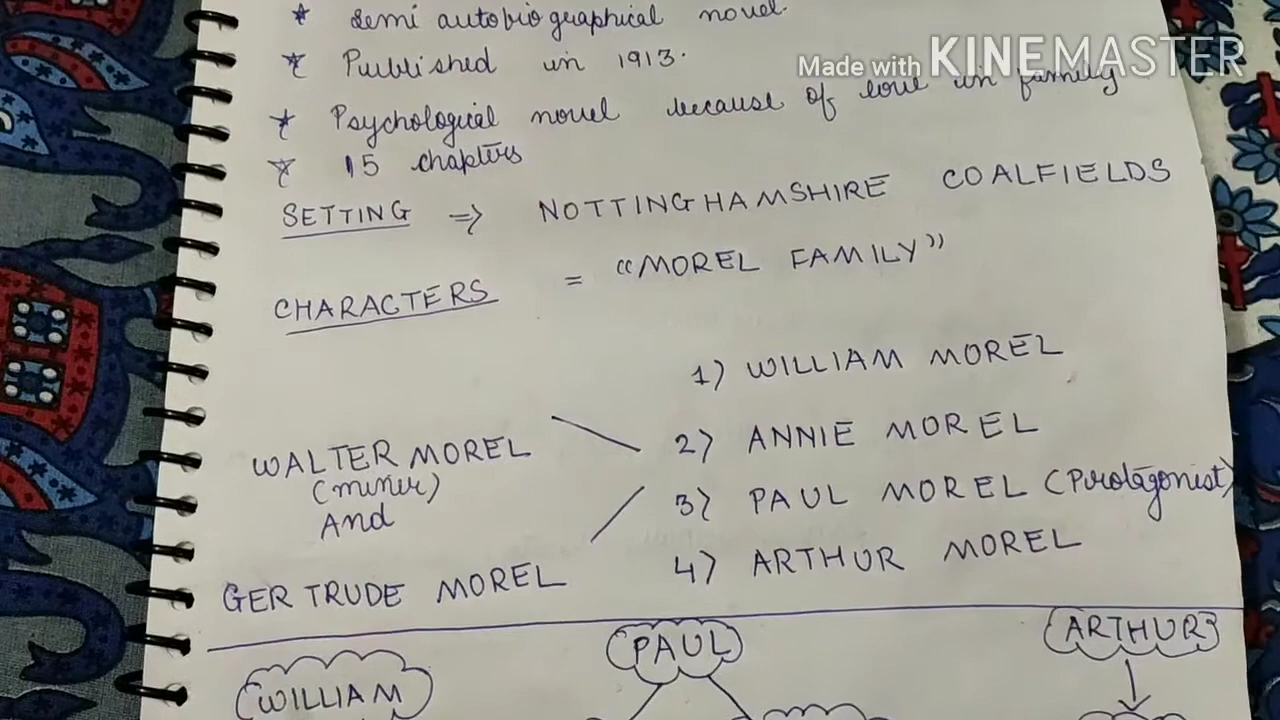 * Semi autobiographical novel.
Made with KINEMASTER
* Published in 1913.
* Psychological novel because of love in family
* 15 chapters
SETTING => NOTTINGHAMSHIRE COALFIELDS
CHARACTERS = "MOREL FAMILY"
1) WILLIAM MOREL
WALTER MOREL
(miner)
And
GERTRUDE MOREL
2) ANNIE MOREL
3) PAUL MOREL (Protagonist)
4) ARTHUR MOREL
WILLIAM
PAUL
ARTHUR